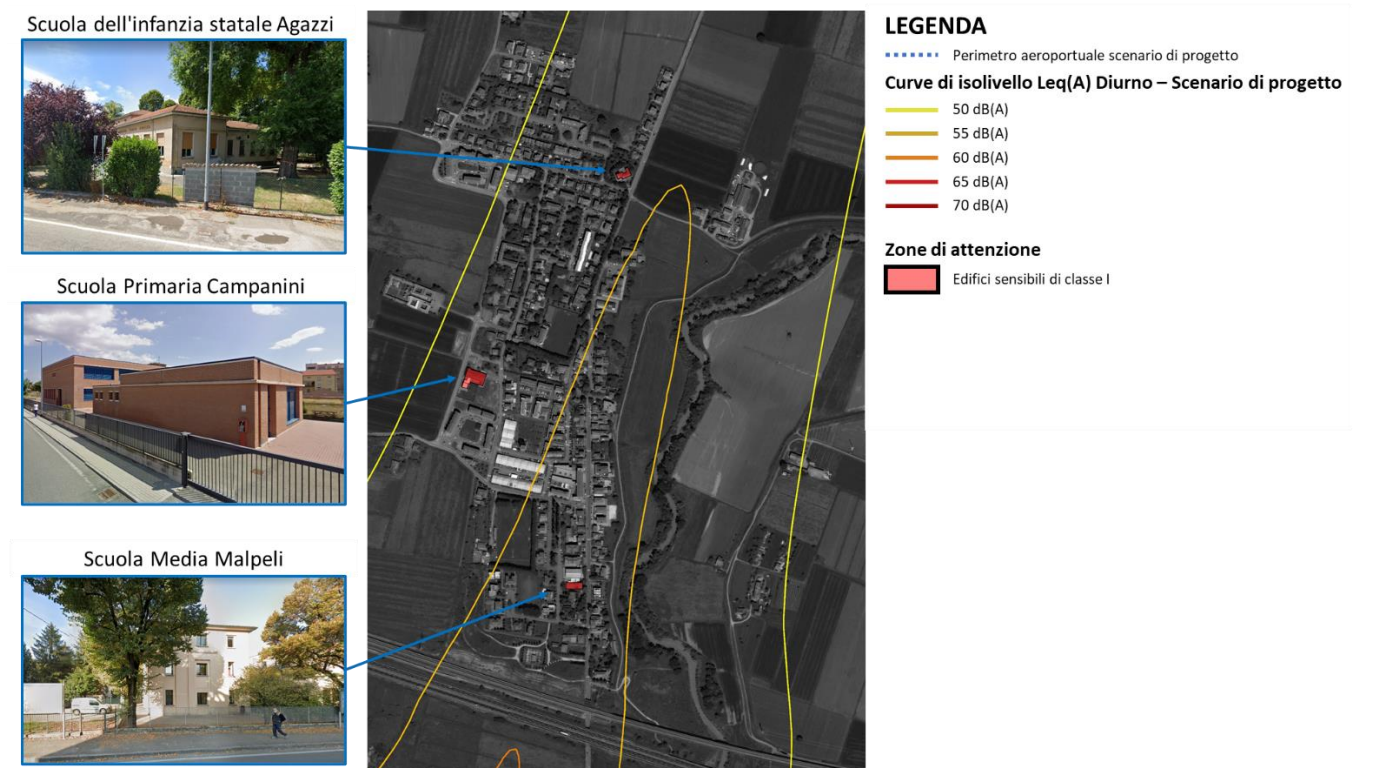 Scuola dell'infanzia statale Agazzi
Scuola Primaria Campanini
Scuola Media Malpeli
LEGENDA
Perimetro aeroportuale scenario di progetto
Curve di isolivello Leq(A) Diurno – Scenario di progetto
50 dB(A)
55 dB(A)
60 dB(A)
65 dB(A)
70 dB(A)
Zone di attenzione
Edifici sensibili di classe I